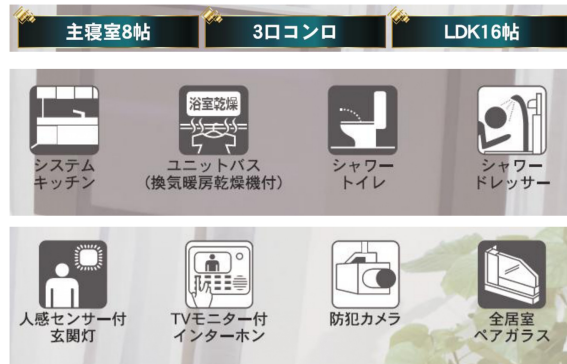 主寝室8帖 3口コンロ LDK16帖
浴室乾燥
システム
キッチン
ユニットバス
(換気暖房乾燥機付)
シャワー
トイレ
シャワー
ドレッサー
人感センサー付
玄関灯
TVモニター付
インターホン
防犯カメラ
全居室
ペアガラス